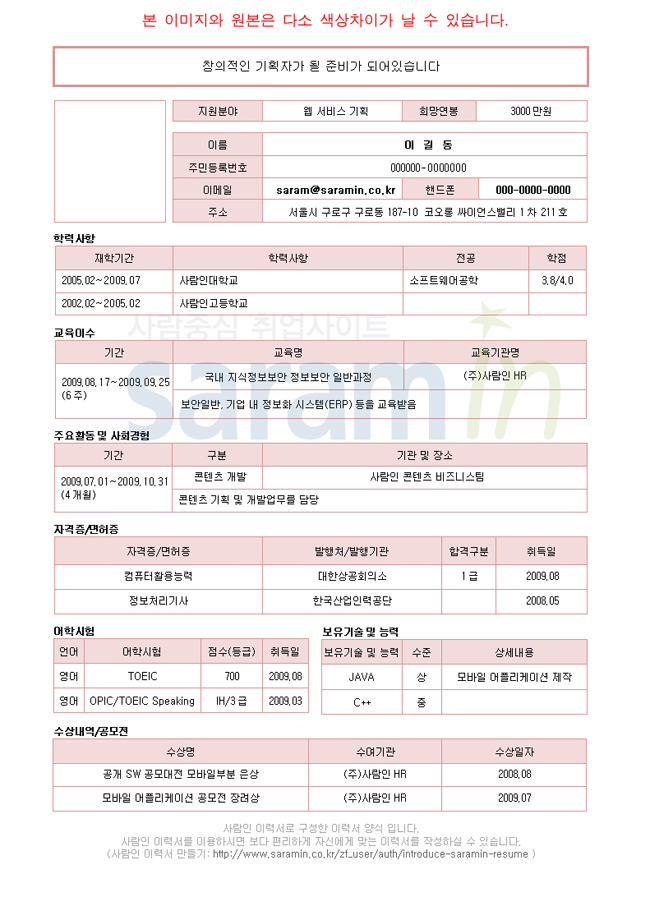 본 이미지와 원본은 다소 색상차이가 날 수 있습니다.
창의적인 기획자가 될 준비가 되어있습니다
지원분야 웹 서비스 기획 희망연봉 3000만원
이름 이 길 동
주민등록번호 000000-0000000
이메일 saram@saramin.co.kr 핸드폰 000-0000-0000
주소 서울시 구로구 구로동 187-10 코오롱 싸이언스밸리 1차 211호
학력사항
재학기간 학력사항 전공 학점
2005.02~2009.07 사람인대학교 소프트웨어공학 3.8/4.0
2002.02~2005.02 사람인고등학교
사람중심 취업사이트
saramin
교육이수
기간 교육명 교육기관명
2009.08.17~2009.09.25 국내 지식정보보안 정보보안 일반과정 (주)사람인 HR
(6주)
보안일반, 기업 내 정보화 시스템(ERP) 등을 교육받음
주요활동 및 사회경험
기간 구분 기관 및 장소
2009.07.01~2009.10.31 콘텐츠 개발 사람인 콘텐츠 비즈니스팀
(4개월) 콘텐츠 기획 및 개발업무를 담당
자격증/면허증
자격증/면허증 발행처/발행기관 합격구분 취득일
컴퓨터활용능력 대한상공회의소 1급 2009.08
정보처리기사 한국산업인력공단 2008.05
어학시험
언어 어학시험 점수(등급) 취득일
영어 TOEIC 700 2009.08
영어 OPIC/TOEIC Speaking IH/3급 2009.03
보유기술 및 능력
보유기술 및 능력 수준 상세내용
JAVA 상 모바일 어플리케이션 제작
C++ 중
수상내역/공모전
수상명 수여기관 수상일자
공개 SW 공모대전 모바일부분 은상 (주)사람인 HR 2008.08
모바일 어플리케이션 공모전 장려상 (주)사람인 HR 2009.07
사람인 이력서로 구성한 이력서 양식 입니다.
사람인 이력서를 이용하시면 보다 편리하게 자신에게 맞는 이력서를 작성하실 수 있습니다.
(사람인 이력서 만들기: http://www.saramin.co.kr/zf_user/auth/introduce-saramin-resume )